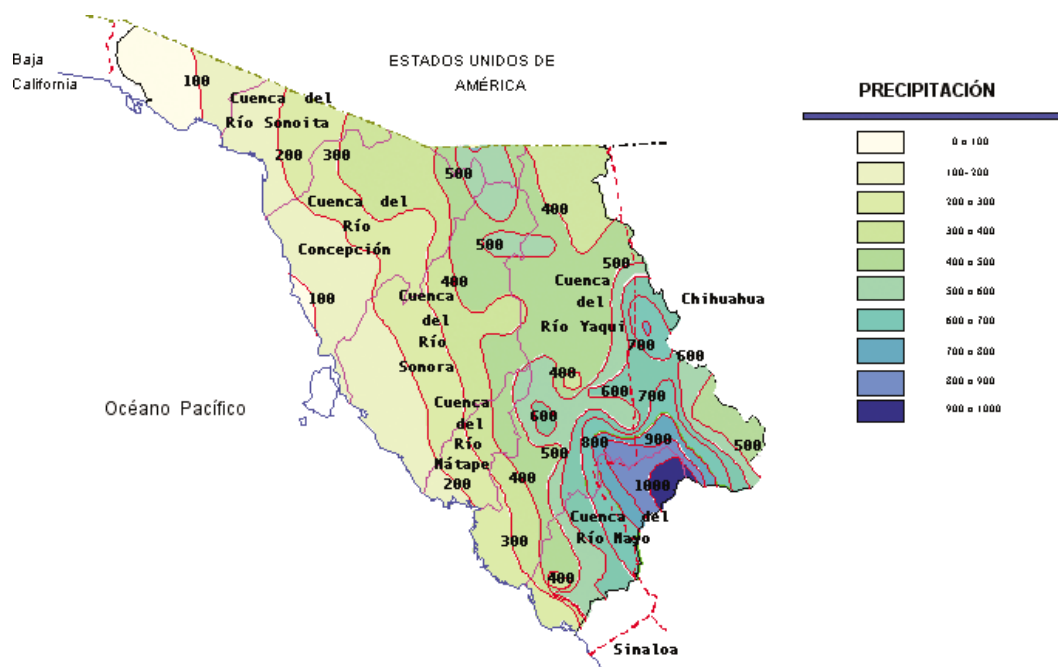 Baja
California
ESTADOS UNIDOS DE
AMÉRICA
100
Cuenca del
Río Sonoita
200
300
500
400
Cuenca del
Río
Concepción
500
500
100
400
Cuenca
del
Río
Sonora
Cuenca
del
Río Yaqui
Chihuahua
700
600
400
600
700
Océano Pacífico
Cuenca
del
Río
Mátape
200
600
500
800
900
500
400
1000
Cuenca del
Río Mayo
300
400
Sinaloa
PRECIPITACIÓN
0 a 100
100-200
200 a 300
300 a 400
400 a 500
500 a 600
600 a 700
700 a 800
800 a 900
900 a 1000